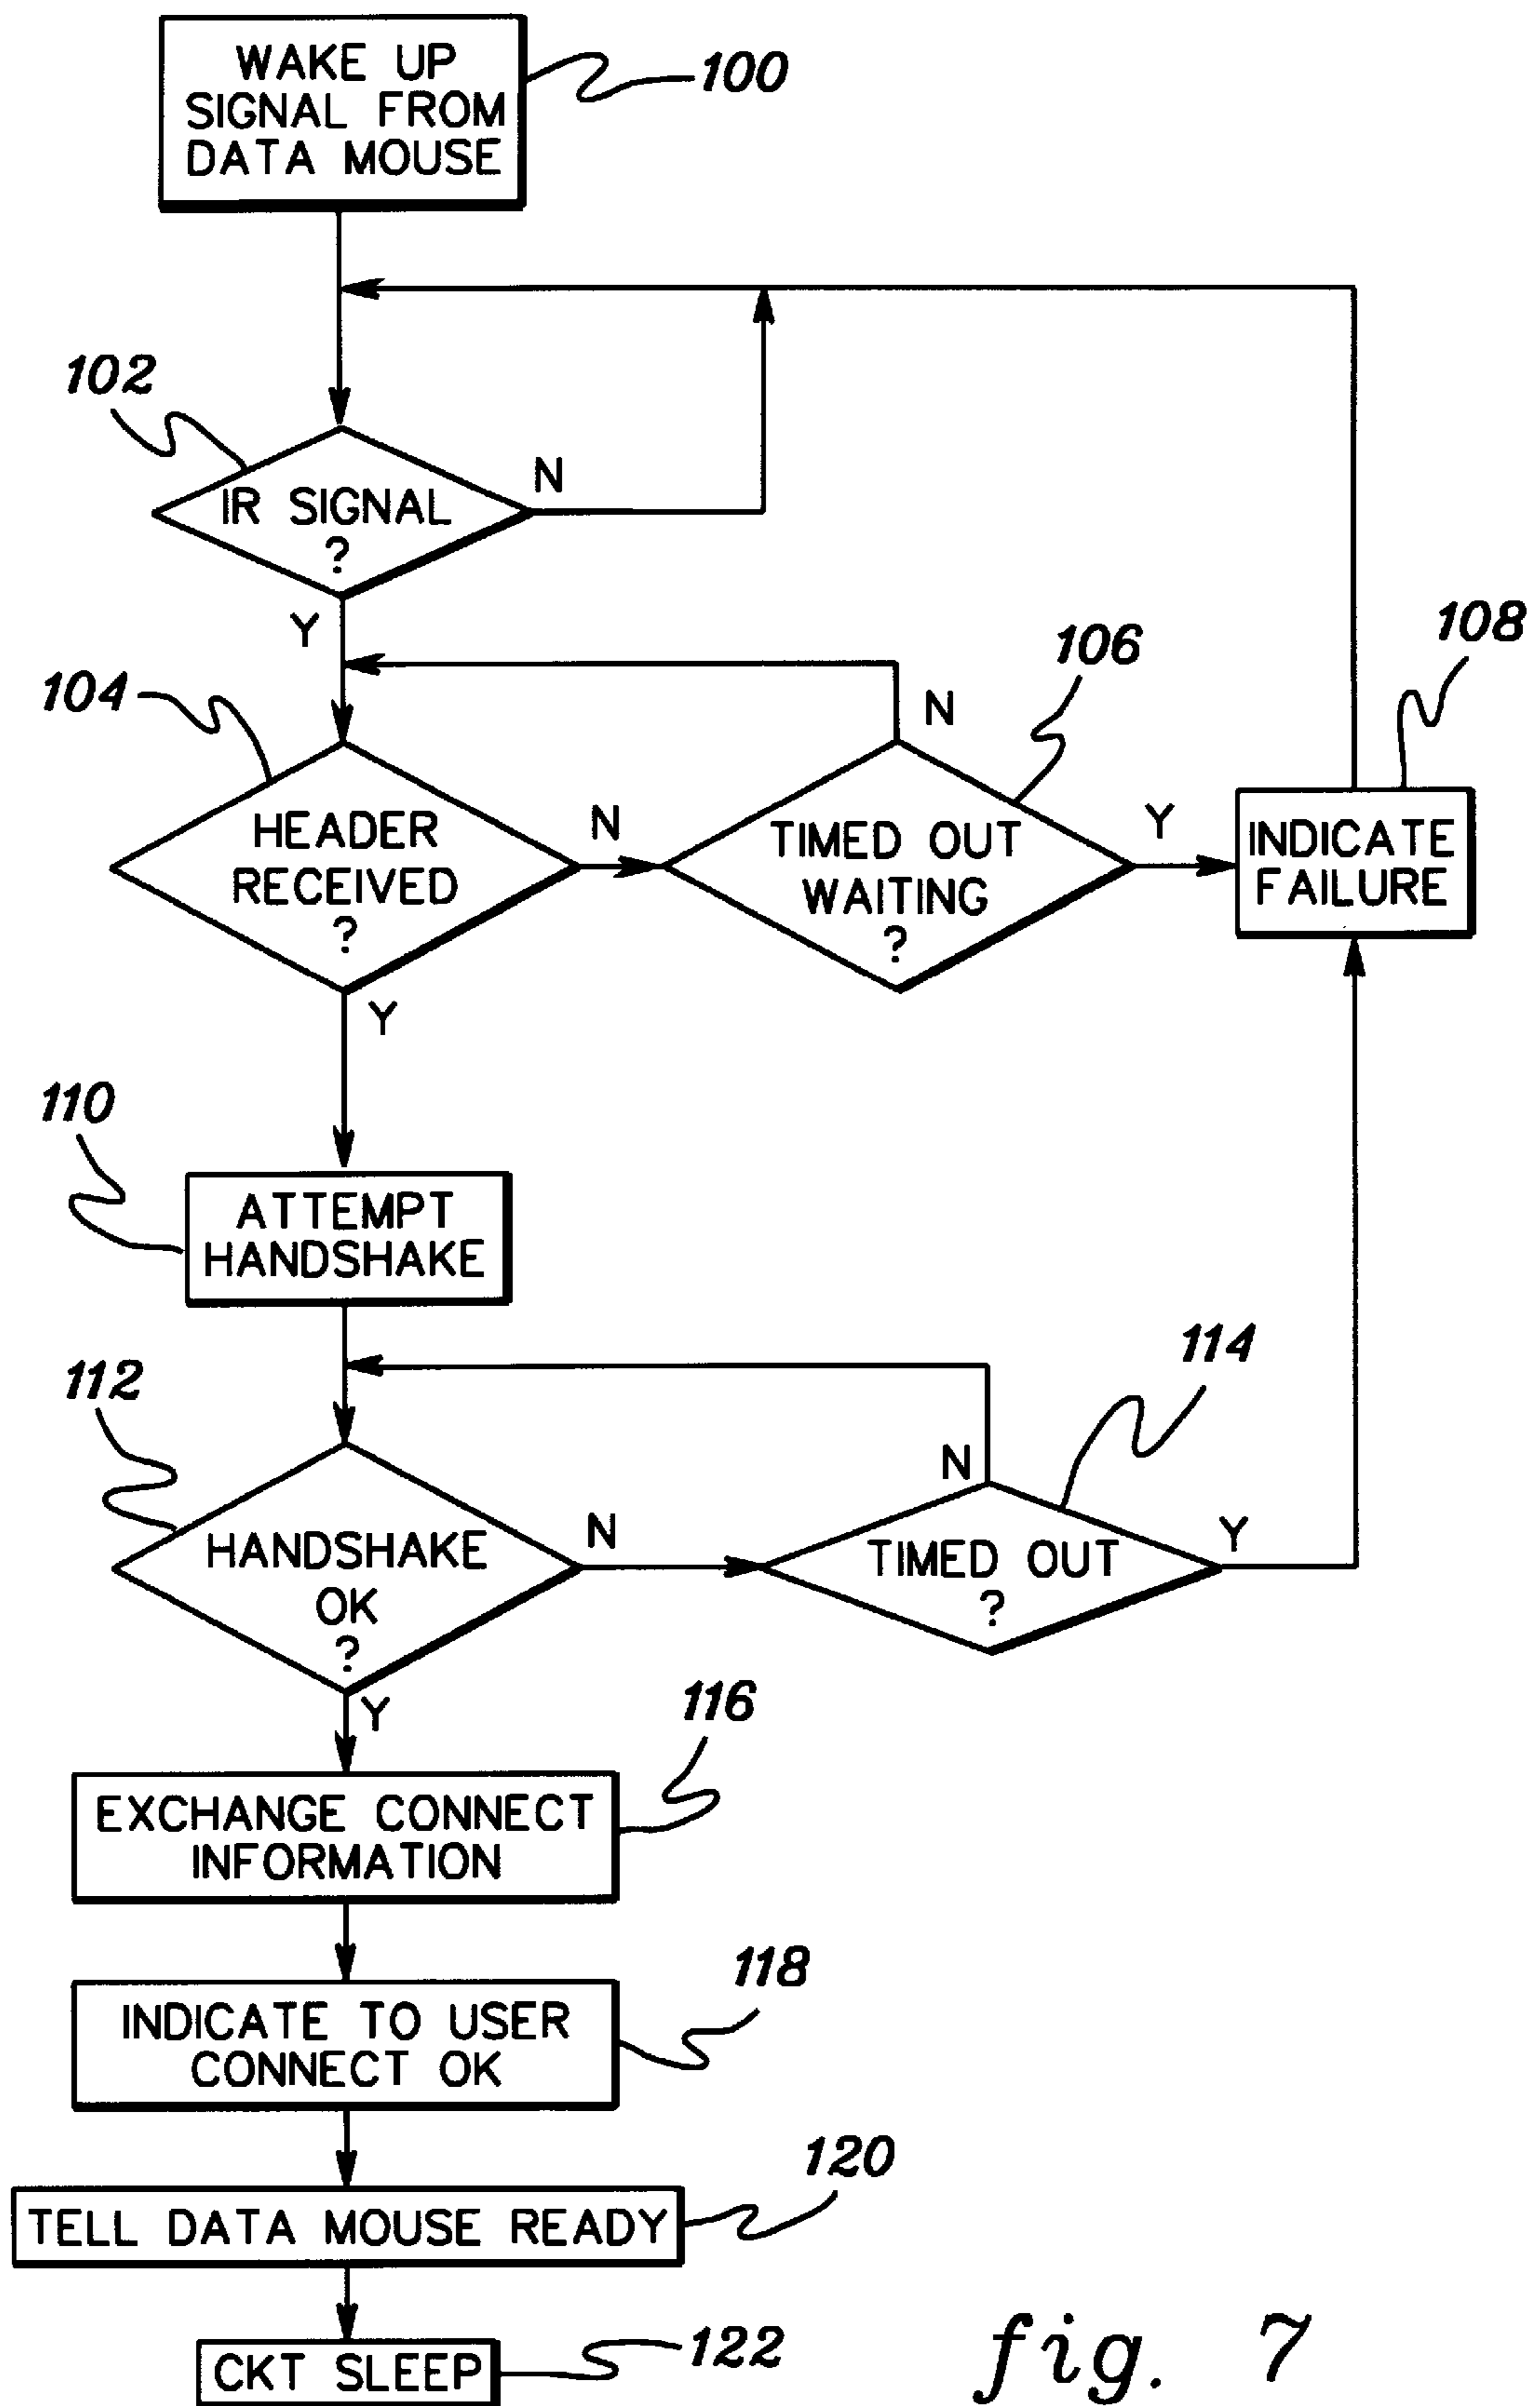 WAKE UP
SIGNAL FROM
DATA MOUSE
100
102
IR SIGNAL
?
N
Y
104
HEADER
RECEIVED
?
N
Y
106
TIMED OUT
WAITING
?
N
Y
108
INDICATE
FAILURE
110
ATTEMPT
HANDSHAKE
112
HANDSHAKE
OK
?
N
Y
114
TIMED OUT
?
N
Y
116
EXCHANGE CONNECT
INFORMATION
118
INDICATE TO USER
CONNECT OK
120
TELL DATA MOUSE READY
122
CKT SLEEP
fig. 7